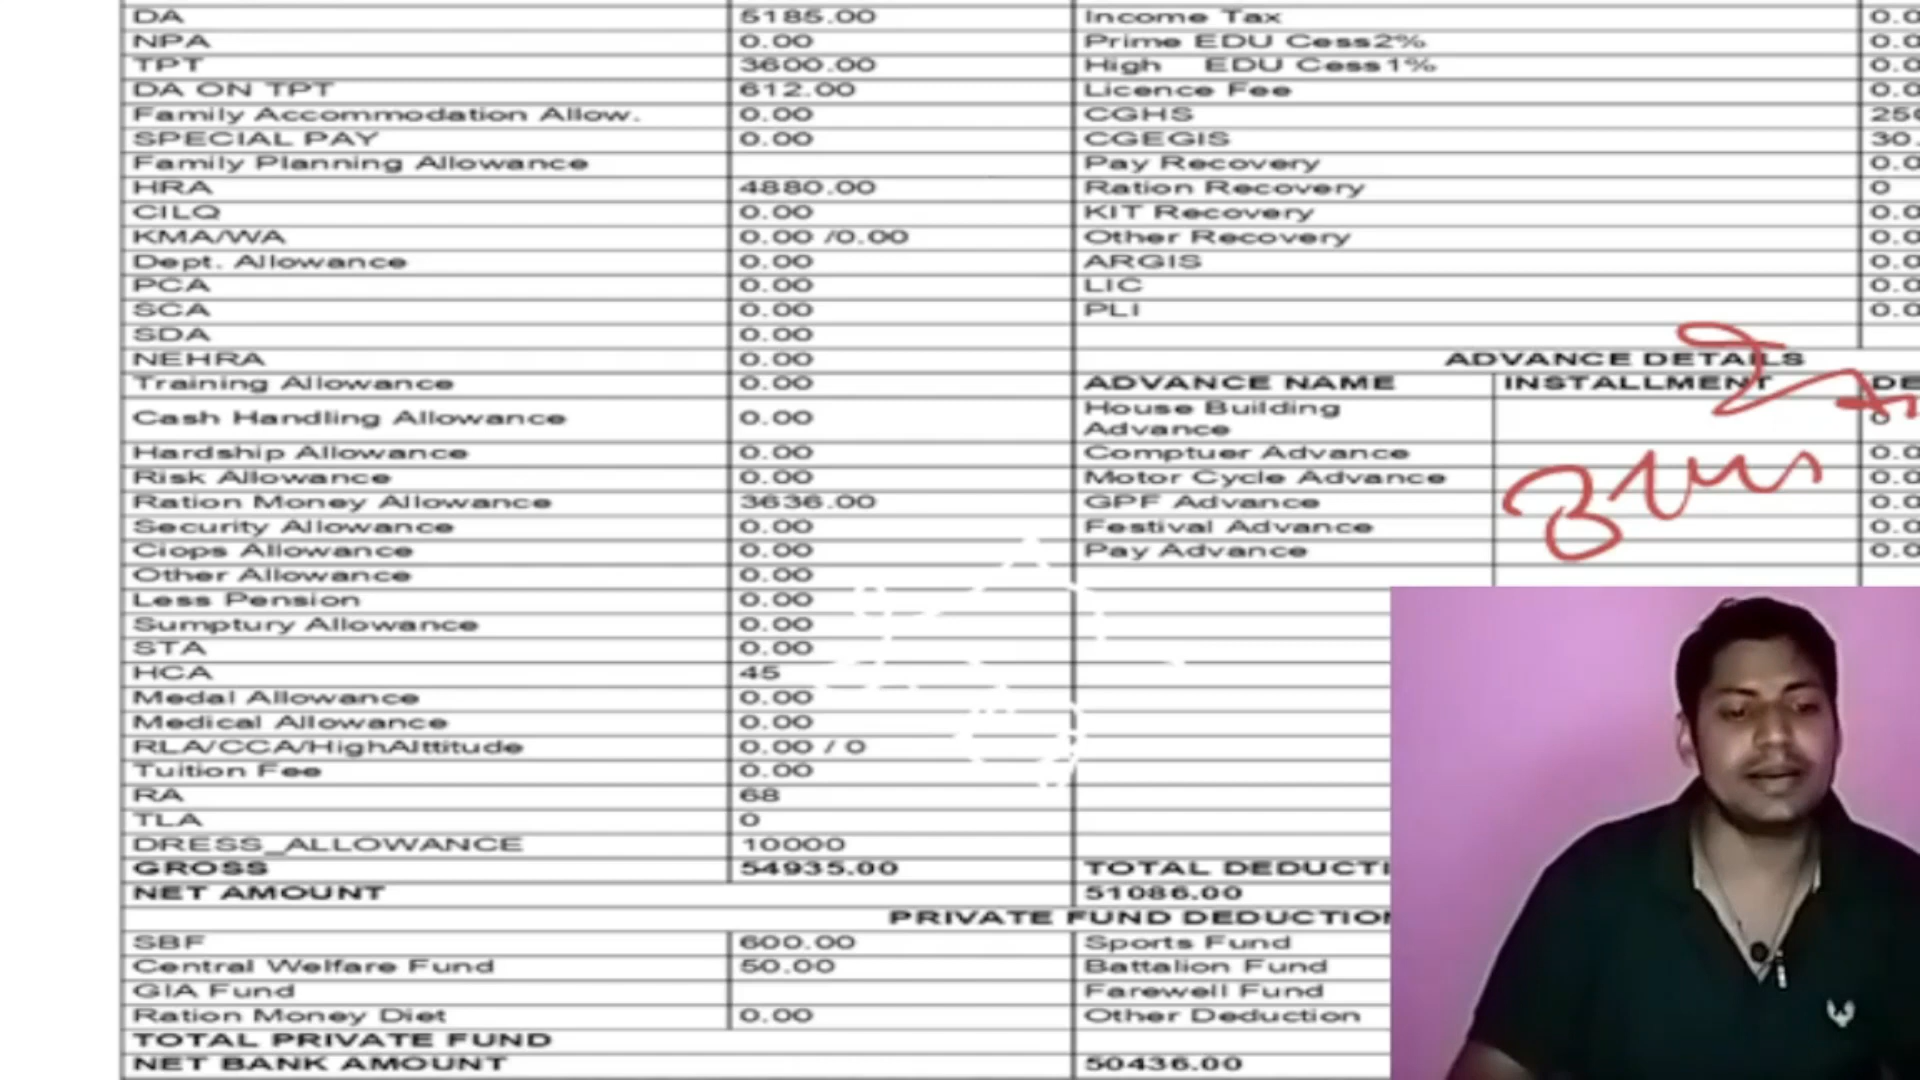 DA 5185.00 Income Tax 0.0
NPA 0.00 Prime EDU Cess2% 0.0
TPT 3600.00 High EDU Cess1% 0.0
DA ON TPT 612.00 Licence Fee 0.0
Family Accommodation Allow. 0.00 CGHS 250
SPECIAL PAY 0.00 CGEGIS 30.
Family Planning Allowance Pay Recovery 0.0
HRA 4880.00 Ration Recovery 0
CILQ 0.00 KIT Recovery 0.0
KMA/WA 0.00 /0.00 Other Recovery 0.0
Dept. Allowance 0.00 ARGIS 0.0
PCA 0.00 LIC 0.0
SCA 0.00 PLI 0.0
SDA 0.00
NEHRA 0.00 ADVANCE DETAILS
Training Allowance 0.00 ADVANCE NAME INSTALLMENT DE
Cash Handling Allowance 0.00 House Building Advance 0
Hardship Allowance 0.00 Comptuer Advance 0.0
Risk Allowance 0.00 Motor Cycle Advance 0.0
Ration Money Allowance 3636.00 GPF Advance 0.0
Security Allowance 0.00 Festival Advance 0.0
Ciops Allowance 0.00 Pay Advance 0.0
Other Allowance 0.00
Less Pension 0.00
Sumptury Allowance 0.00
STA 0.00
HCA 45
Medal Allowance 0.00
Medical Allowance 0.00
RLA/CCA/HighAlttitude 0.00 / 0
Tuition Fee 0.00
RA 68
TLA 0
DRESS_ALLOWANCE 10000
GROSS 54935.00 TOTAL DEDUCTI
NET AMOUNT 51086.00
PRIVATE FUND DEDUCTION
SBF 600.00 Sports Fund
Central Welfare Fund 50.00 Battalion Fund
GIA Fund Farewell Fund
Ration Money Diet 0.00 Other Deduction
TOTAL PRIVATE FUND
NET BANK AMOUNT 50436.00